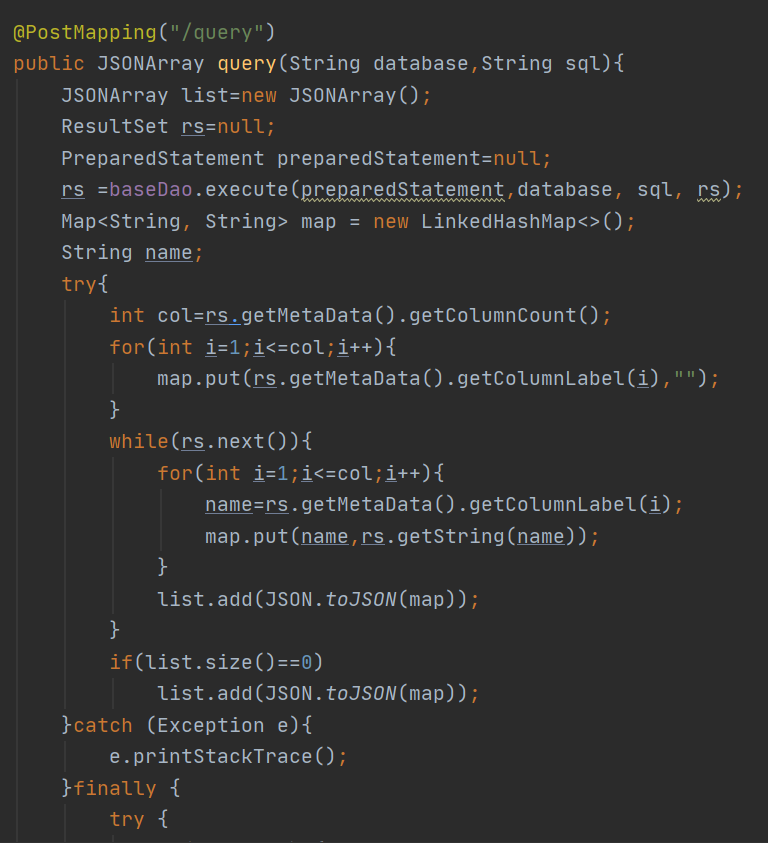 @PostMapping("/query")
public JSONArray query(String database,String sql){
JSONArray list=new JSONArray();
ResultSet rs=null;
PreparedStatement preparedStatement=null;
rs =baseDao.execute(preparedStatement,database, sql, rs);
Map<String, String> map = new LinkedHashMap<>();
String name;
try{
int col=rs.getMetaData().getColumnCount();
for(int i=1;i<=col;i++){
map.put(rs.getMetaData().getColumnLabel(i),"");
}
while(rs.next()){
for(int i=1;i<=col;i++){
name=rs.getMetaData().getColumnLabel(i);
map.put(name,rs.getString(name));
}
list.add(JSON.toJSON(map));
}
if(list.size()==0)
list.add(JSON.toJSON(map));
}catch (Exception e){
e.printStackTrace();
}finally {
try {